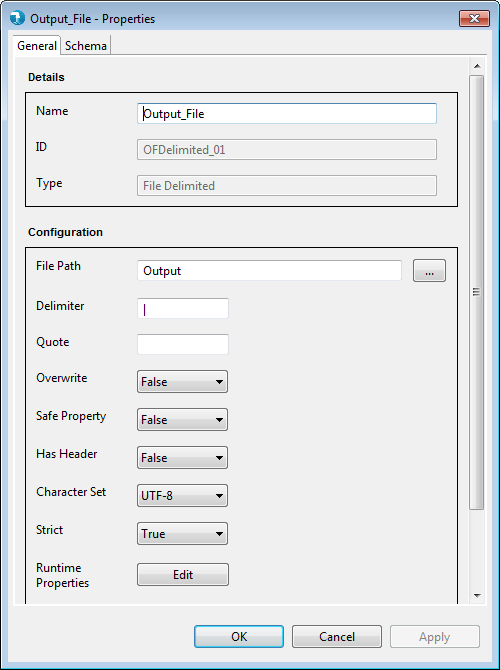 Output_File - Properties
General Schema
Details
Name Output_File
ID OFDelimited_01
Type File Delimited
Configuration
File Path Output ...
Delimiter |
Quote
Overwrite False
Safe Property False
Has Header False
Character Set UTF-8
Strict True
Runtime
Properties Edit
OK Cancel Apply